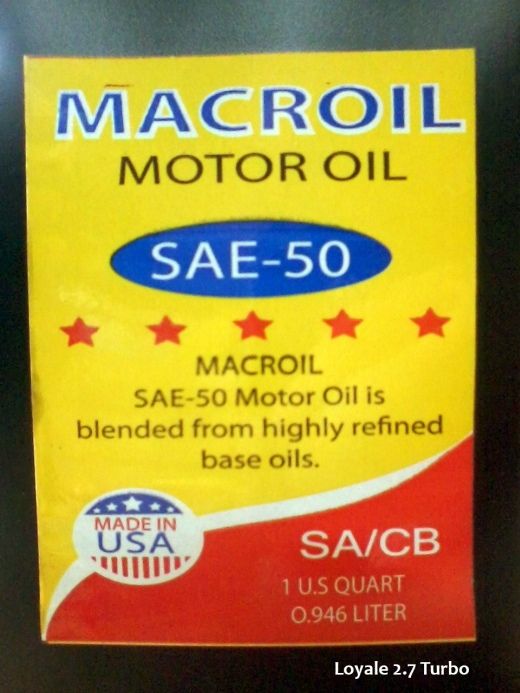 MACROIL
MOTOR OIL
SAE-50
MACROIL
SAE-50 Motor Oil is
blended from highly refined
base oils.
MADE IN
USA
SA/CB
1 U.S QUART
0.946 LITER
Loyale 2.7 Turbo